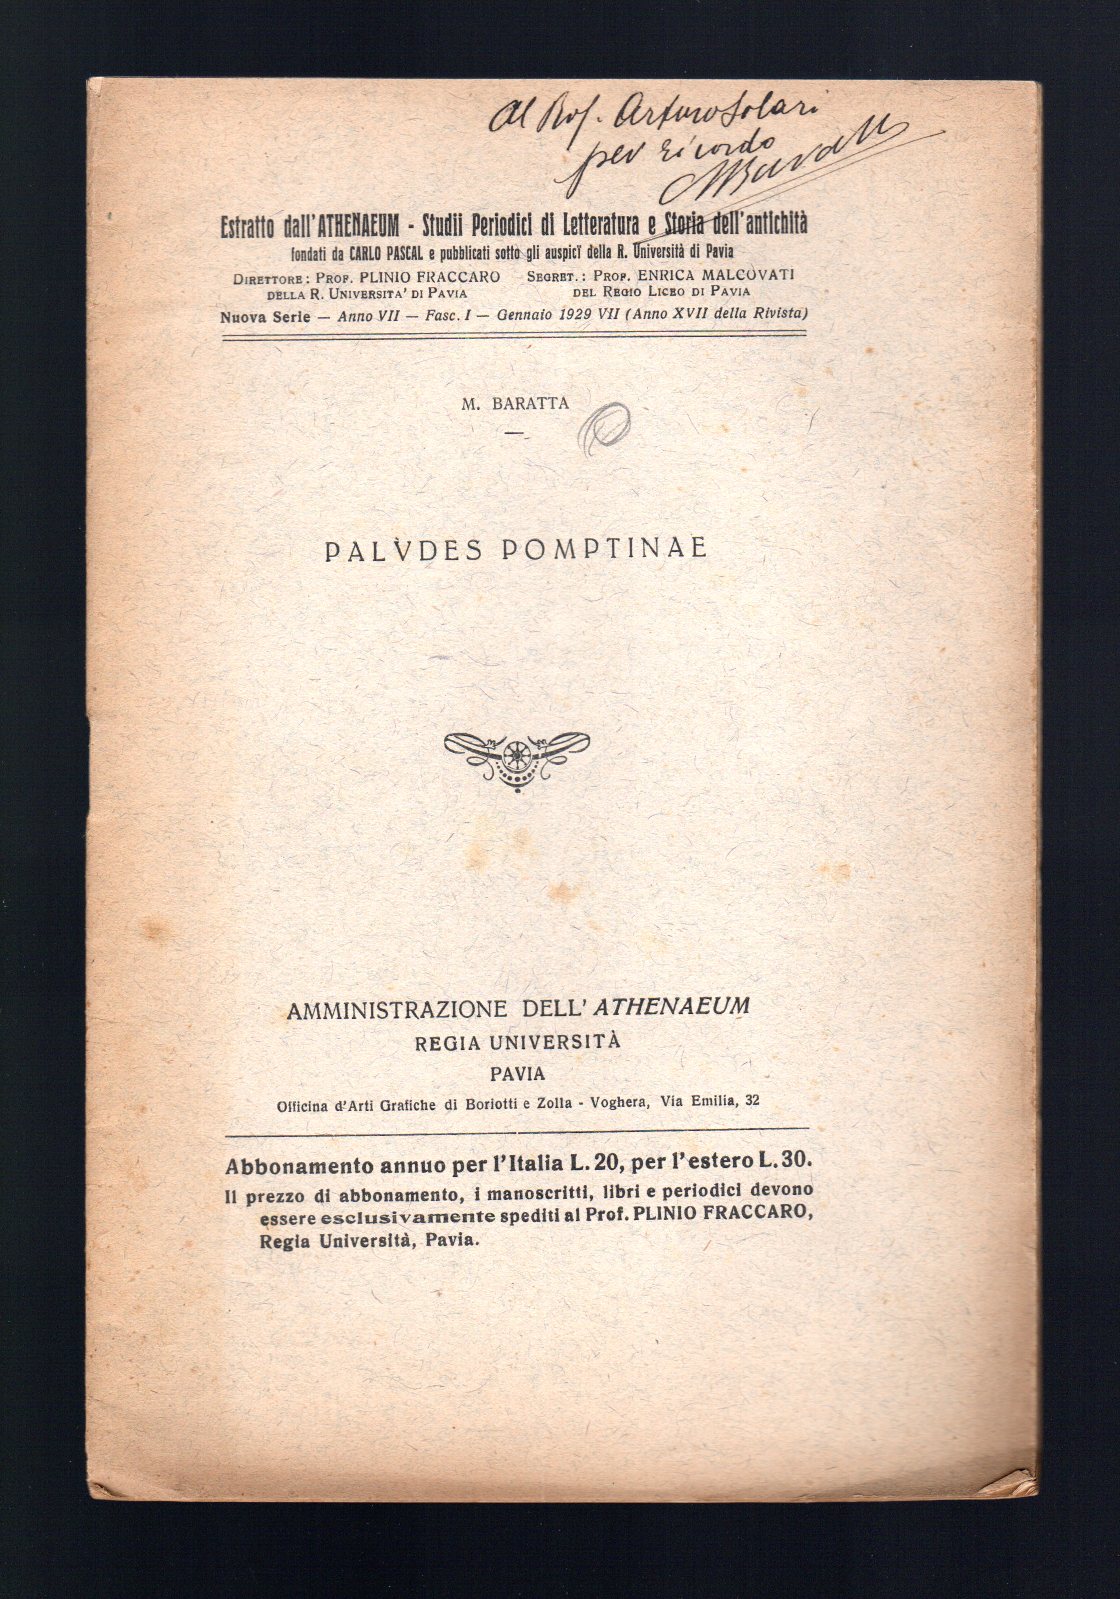 Al Prof. Arturo Solari
per ricordo
MBaratta
Estratto dall'ATHENAEUM - Studii Periodici di Letteratura e Storia dell'antichità
fondati da CARLO PASCAL e pubblicati sotto gli auspicî della R. Università di Pavia
DIRETTORE: PROF. PLINIO FRACCARO SEGRET.: PROF. ENRICA MALCOVATI
DELLA R. UNIVERSITA' DI PAVIA DEL REGIO LICEO DI PAVIA
Nuova Serie — Anno VII — Fasc. I — Gennaio 1929 VII (Anno XVII della Rivista)
M. BARATTA
PALVDES POMPTINAE
AMMINISTRAZIONE DELL'ATHENAEUM
REGIA UNIVERSITÀ
PAVIA
Officina d'Arti Grafiche di Boriotti e Zolla - Voghera, Via Emilia, 32
Abbonamento annuo per l'Italia L. 20, per l'estero L. 30.
Il prezzo di abbonamento, i manoscritti, libri e periodici devono
essere esclusivamente spediti al Prof. PLINIO FRACCARO,
Regia Università, Pavia.